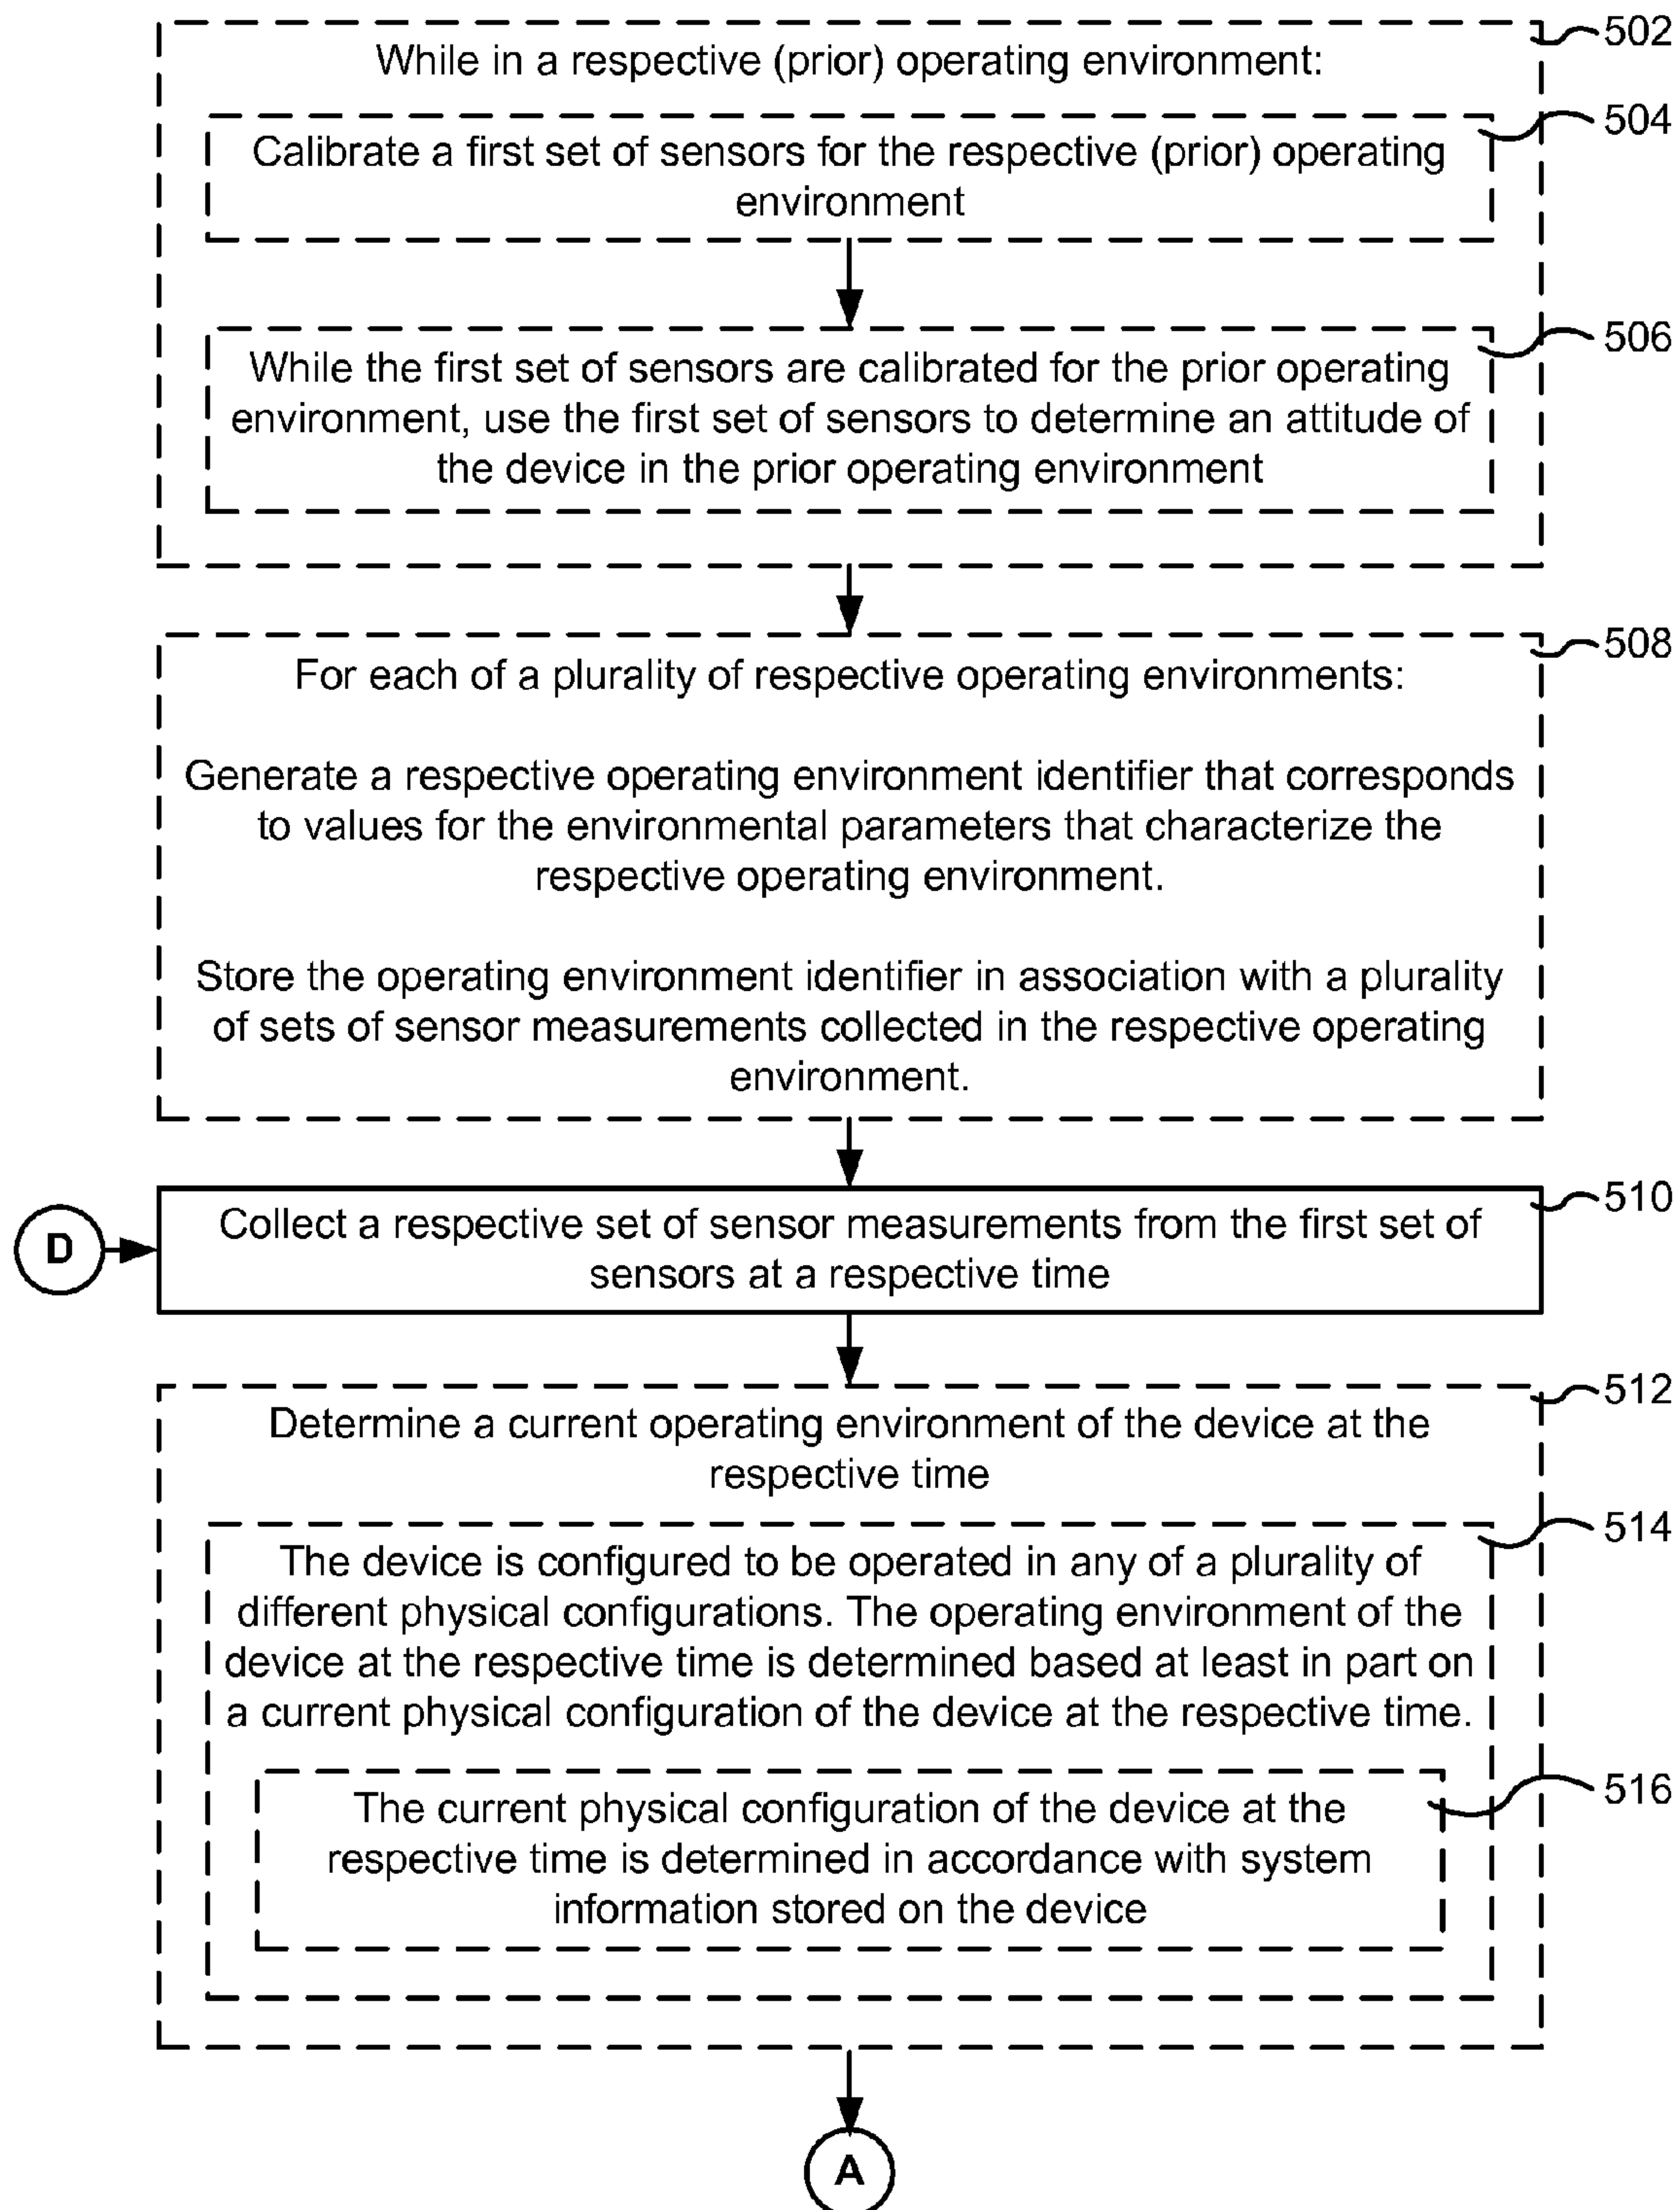 502
While in a respective (prior) operating environment:
504
Calibrate a first set of sensors for the respective (prior) operating
environment
506
While the first set of sensors are calibrated for the prior operating
environment, use the first set of sensors to determine an attitude of
the device in the prior operating environment
508
For each of a plurality of respective operating environments:
Generate a respective operating environment identifier that corresponds
to values for the environmental parameters that characterize the
respective operating environment.
Store the operating environment identifier in association with a plurality
of sets of sensor measurements collected in the respective operating
environment.
510
D
Collect a respective set of sensor measurements from the first set of
sensors at a respective time
512
Determine a current operating environment of the device at the
respective time
514
The device is configured to be operated in any of a plurality of
different physical configurations. The operating environment of the
device at the respective time is determined based at least in part on
a current physical configuration of the device at the respective time.
516
The current physical configuration of the device at the
respective time is determined in accordance with system
information stored on the device
A